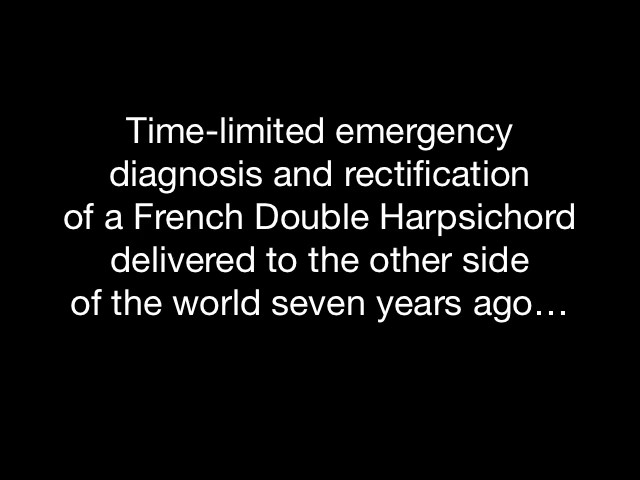 Time-limited emergency
diagnosis and rectification
of a French Double Harpsichord
delivered to the other side
of the world seven years ago…